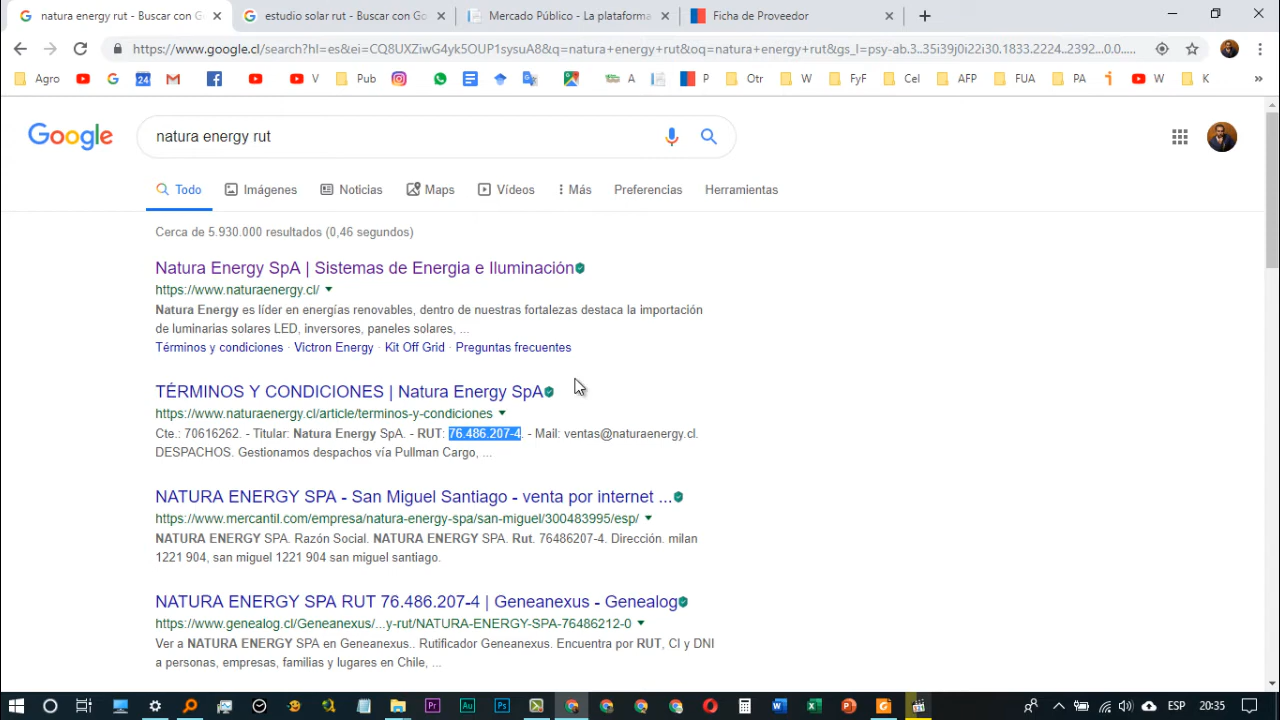 natura energy rut - Buscar con Go
estudio solar rut - Buscar con Go
Mercado Público - La plataforma
Ficha de Proveedor
https://www.google.cl/search?hl=es&ei=CQ8UXZiwG4yk5OUP1sysuA8&q=natura+energy+rut&oq=natura+energy+rut&gs_l=psy-ab.3..35i39j0i22i30.1833.2224..2392...0.0....
Agro
V
Pub
A
P
Otr
W
FyF
Cel
AFP
FUA
PA
W
K
Google
natura energy rut
Todo
Imágenes
Noticias
Maps
Vídeos
Más
Preferencias
Herramientas
Cerca de 5.930.000 resultados (0,46 segundos)
Natura Energy SpA | Sistemas de Energia e Iluminación
https://www.naturaenergy.cl/
Natura Energy es líder en energías renovables, dentro de nuestras fortalezas destaca la importación
de luminarias solares LED, inversores, paneles solares, ...
Términos y condiciones · Victron Energy · Kit Off Grid · Preguntas frecuentes
TÉRMINOS Y CONDICIONES | Natura Energy SpA
https://www.naturaenergy.cl/article/terminos-y-condiciones
Cte.: 70616262. - Titular: Natura Energy SpA. - RUT: 76.486.207-4. - Mail: ventas@naturaenergy.cl.
DESPACHOS. Gestionamos despachos vía Pullman Cargo, ...
NATURA ENERGY SPA - San Miguel Santiago - venta por internet ...
https://www.mercantil.com/empresa/natura-energy-spa/san-miguel/300483995/esp/
NATURA ENERGY SPA. Razón Social. NATURA ENERGY SPA. Rut. 76486207-4. Dirección. milan
1221 904, san miguel 1221 904 san miguel santiago.
NATURA ENERGY SPA RUT 76.486.207-4 | Geneanexus - Genealog
https://www.genealog.cl/Geneanexus/...y-rut/NATURA-ENERGY-SPA-76486212-0
Ver a NATURA ENERGY SPA en Geneanexus.. Rutificador Geneanexus. Encuentra por RUT, CI y DNI
a personas, empresas, familias y lugares en Chile, ...
ESP
20:35